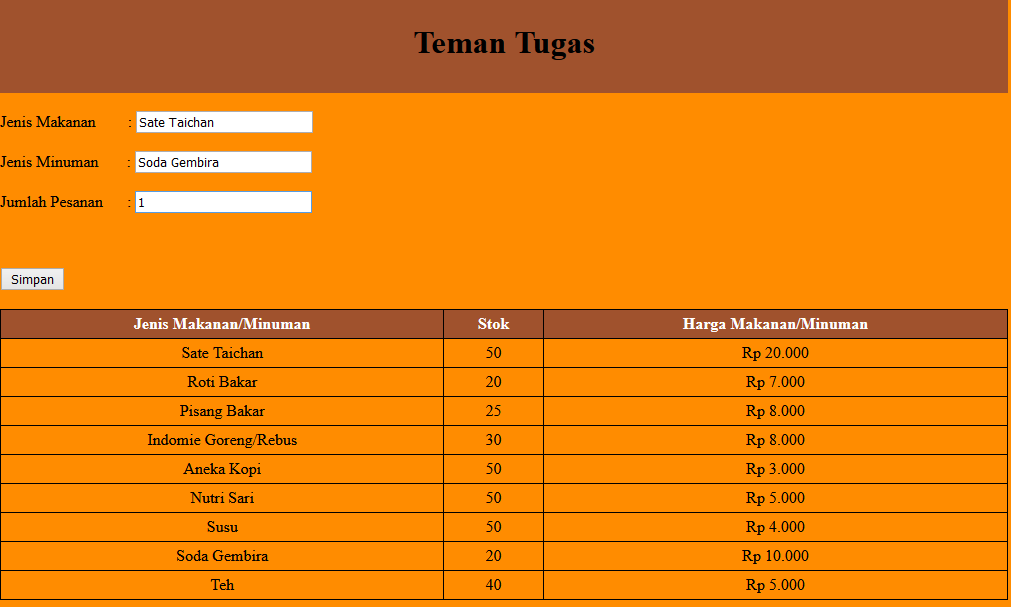 Teman Tugas
Jenis Makanan : Sate Taichan
Jenis Minuman : Soda Gembira
Jumlah Pesanan : 1
Simpan
Jenis Makanan/Minuman Stok Harga Makanan/Minuman
Sate Taichan 50 Rp 20.000
Roti Bakar 20 Rp 7.000
Pisang Bakar 25 Rp 8.000
Indomie Goreng/Rebus 30 Rp 8.000
Aneka Kopi 50 Rp 3.000
Nutri Sari 50 Rp 5.000
Susu 50 Rp 4.000
Soda Gembira 20 Rp 10.000
Teh 40 Rp 5.000